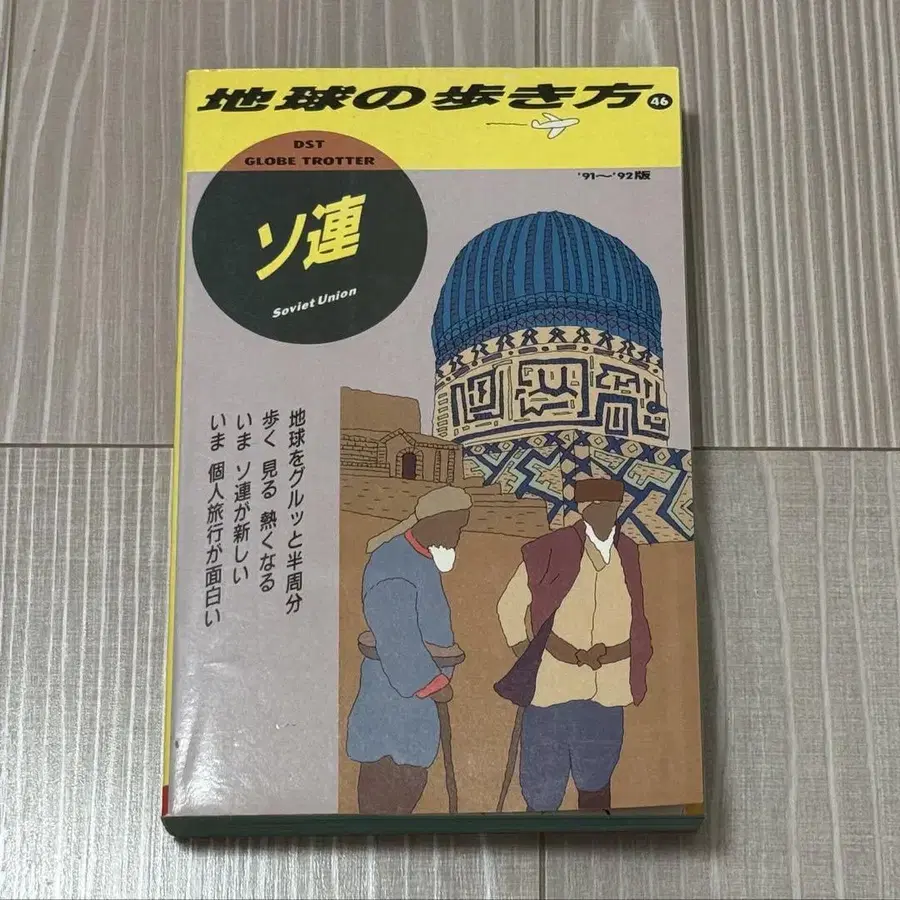 地球の歩き方 46
'91〜'92版
DST
GLOBE TROTTER
ソ連
Soviet Union
地球をグルッと半周分
歩く 見る 熱くなる
いま ソ連が新しい
いま 個人旅行が面白い